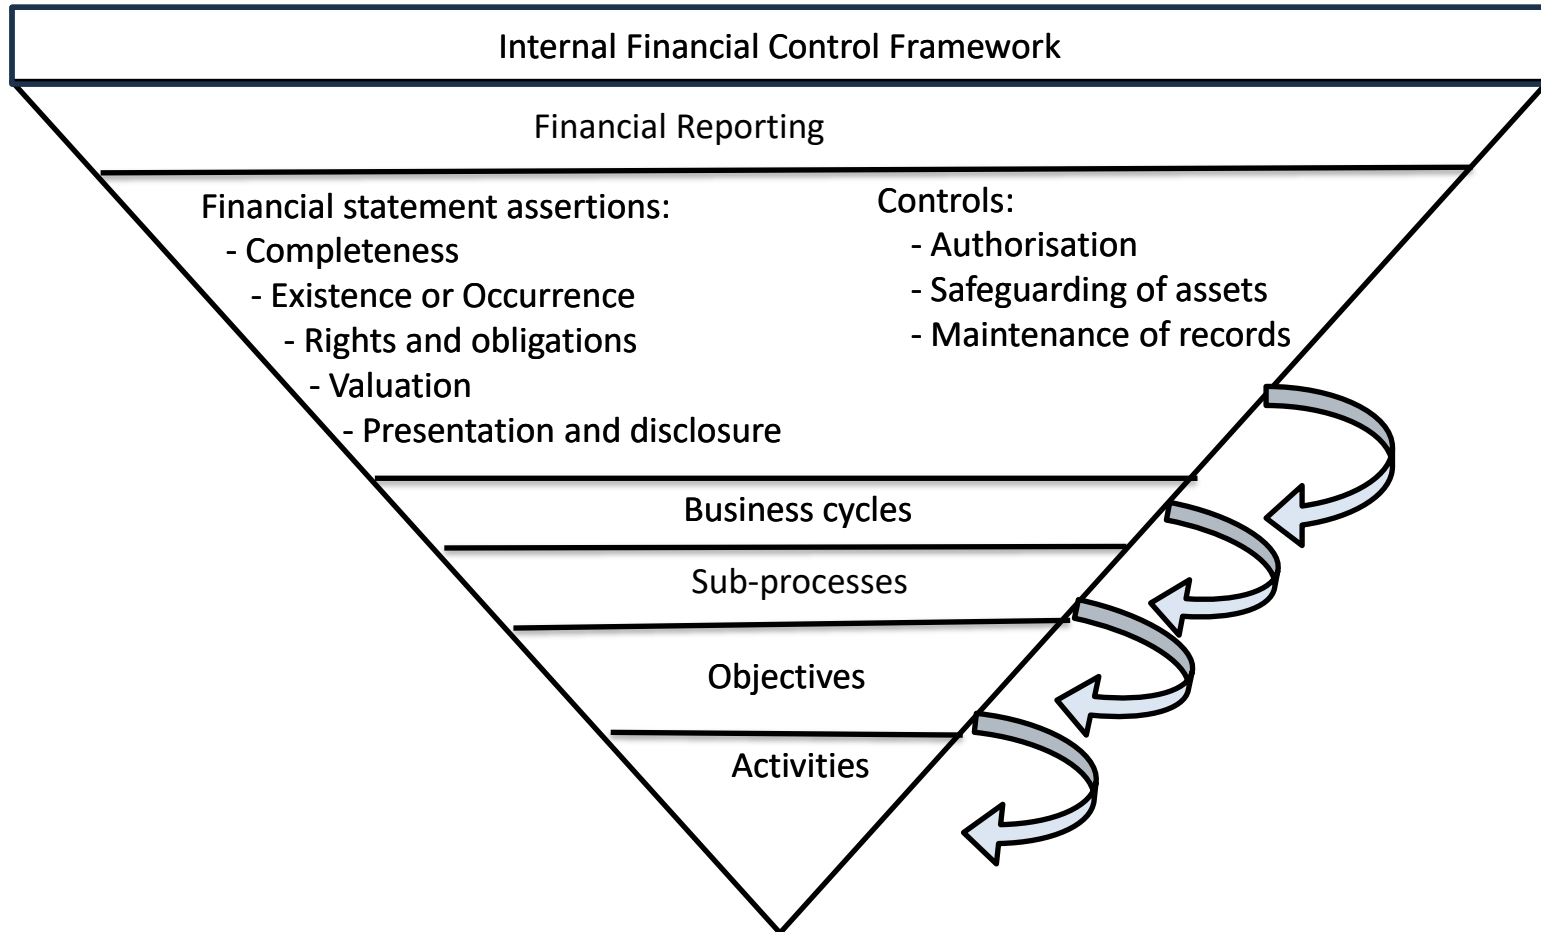 Internal Financial Control Framework
Financial Reporting
Financial statement assertions:
- Completeness
- Existence or Occurrence
- Rights and obligations
- Valuation
- Presentation and disclosure
Controls:
- Authorisation
- Safeguarding of assets
- Maintenance of records
Business cycles
Sub-processes
Objectives
Activities